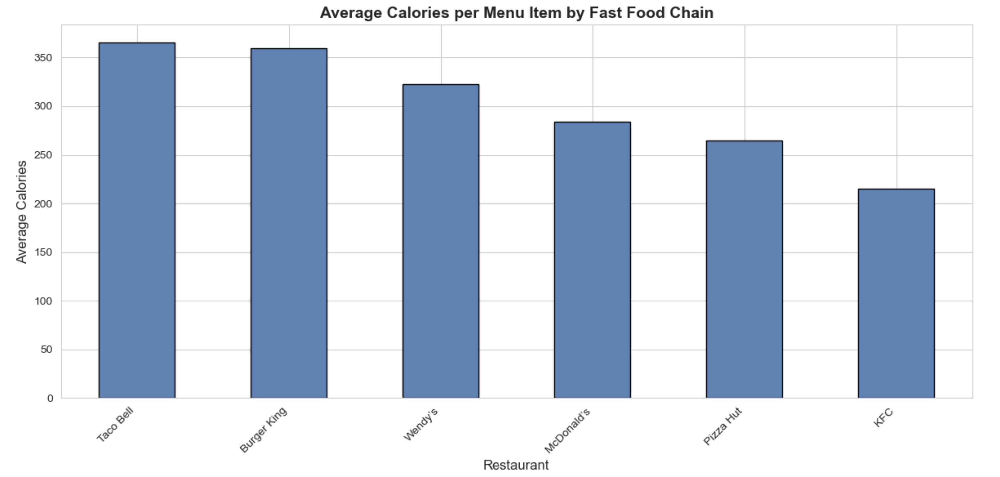 Average Calories per Menu Item by Fast Food Chain
Average Calories
350
300
250
200
150
100
50
0
Taco Bell
Burger King
Wendy’s
McDonald’s
Pizza Hut
KFC
Restaurant